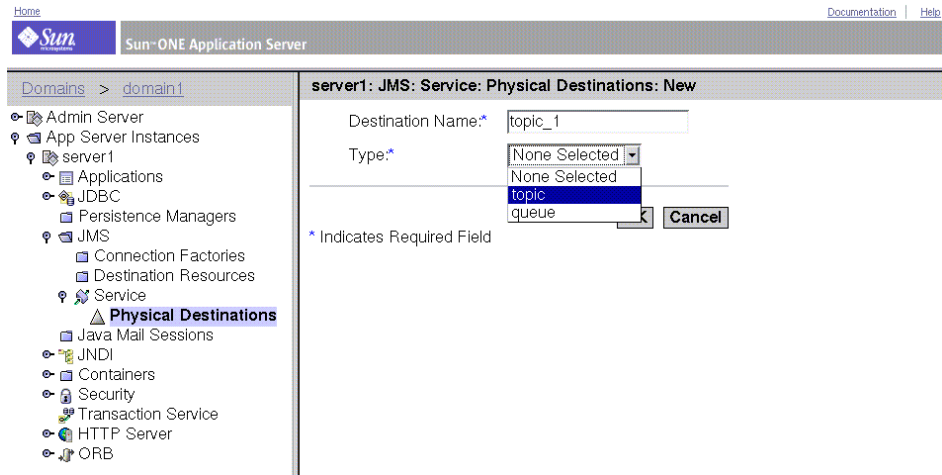 Home
Documentation | Help
Sun
microsystems
Sun™ ONE Application Server
Domains > domain1
Admin Server
App Server Instances
server1
Applications
JDBC
Persistence Managers
JMS
Connection Factories
Destination Resources
Service
Physical Destinations
Java Mail Sessions
JNDI
Containers
Security
Transaction Service
HTTP Server
ORB
server1: JMS: Service: Physical Destinations: New
Destination Name:* topic_1
Type:* None Selected
None Selected
topic
queue
K Cancel
* Indicates Required Field